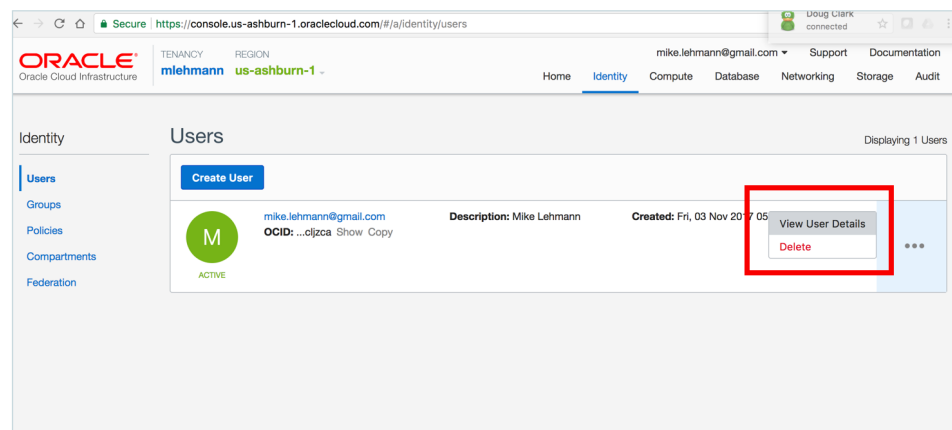 Secure https://console.us-ashburn-1.oraclecloud.com/#/a/identity/users
Doug Clark
connected
ORACLE®
Oracle Cloud Infrastructure
TENANCY REGION
mlehmann us-ashburn-1
mike.lehmann@gmail.com Support Documentation
Home Identity Compute Database Networking Storage Audit
Identity
Users
Groups
Policies
Compartments
Federation
Users
Displaying 1 Users
Create User
M
ACTIVE
mike.lehmann@gmail.com
OCID: ...cljzca Show Copy
Description: Mike Lehmann
Created: Fri, 03 Nov 2017 05
View User Details
Delete